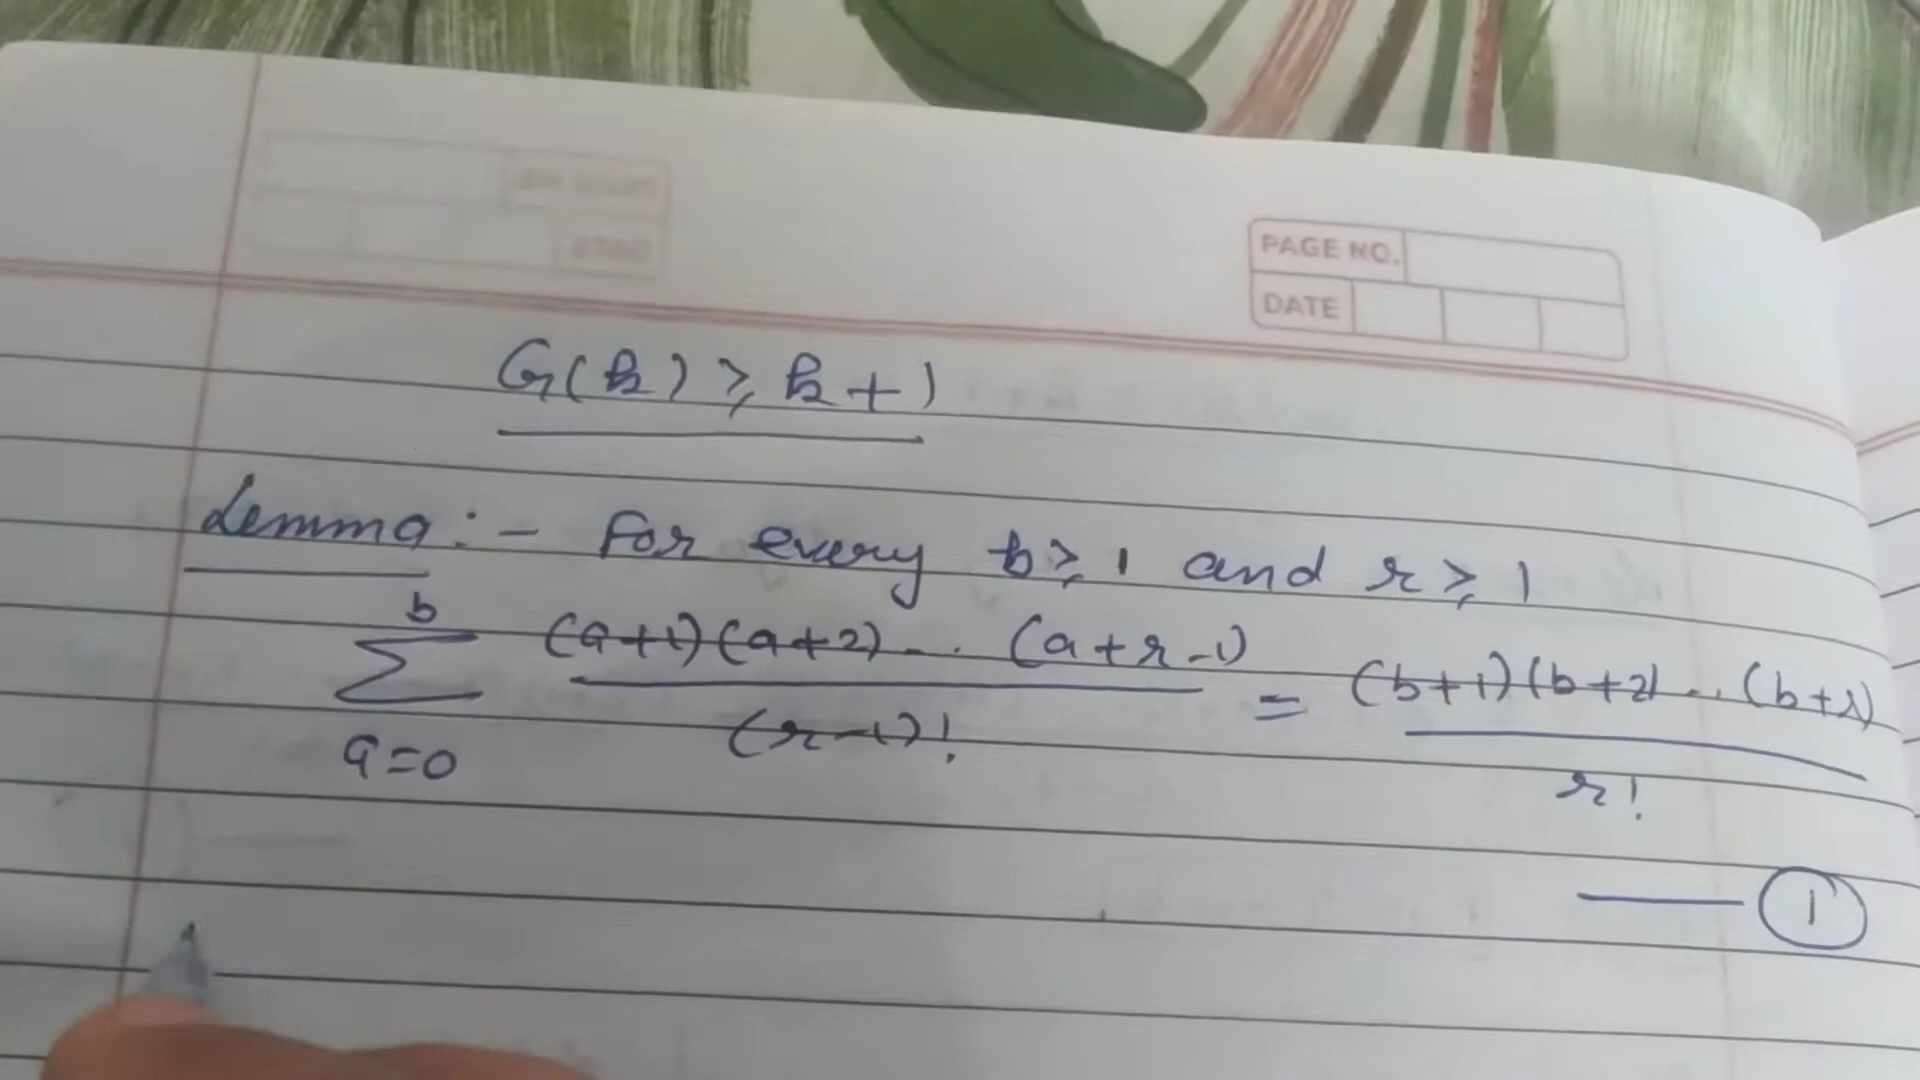 PAGE NO.
DATE
G(k) ≥ k + 1
Lemma :- For every b ≥ 1 and r ≥ 1
b
∑ (a+1)(a+2)... (a+r-1) = (b+1)(b+2)... (b+r)
(r-1)! r!
a=0
—— 1